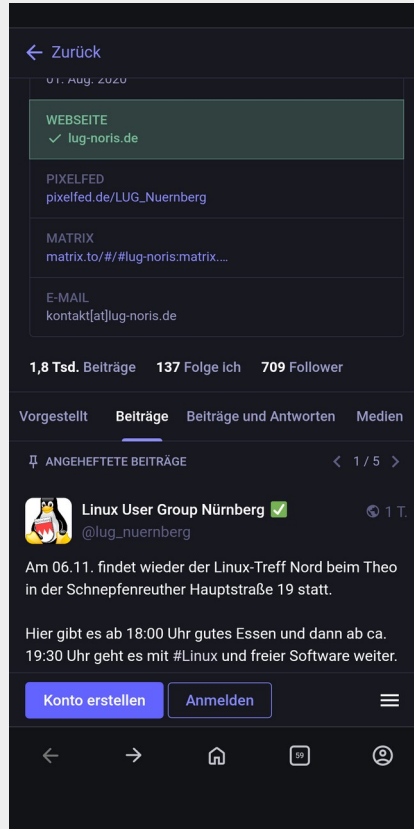 Zurück
01. Aug. 2020
WEBSEITE
✓ lug-noris.de
PIXELFED
pixelfed.de/LUG_Nuernberg
MATRIX
matrix.to/#/#lug-noris:matrix....
E-MAIL
kontakt[at]lug-noris.de
1,8 Tsd. Beiträge 137 Folge ich 709 Follower
Vorgestellt Beiträge Beiträge und Antworten Medien
ANGEHEFTETE BEITRÄGE 1 / 5
Linux User Group Nürnberg ✅ 1 T.
@lug_nuernberg
Am 06.11. findet wieder der Linux-Treff Nord beim Theo
in der Schnepfenreuther Hauptstraße 19 statt.
Hier gibt es ab 18:00 Uhr gutes Essen und dann ab ca.
19:30 Uhr geht es mit #Linux und freier Software weiter.
Konto erstellen Anmelden
59